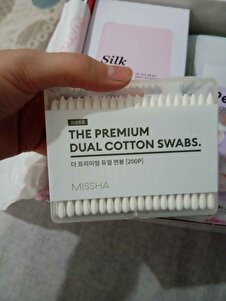 Silk
THE PREMIUM
DUAL COTTON SWABS.
더 프리미엄 듀얼 면봉 [200P]
MISSHA